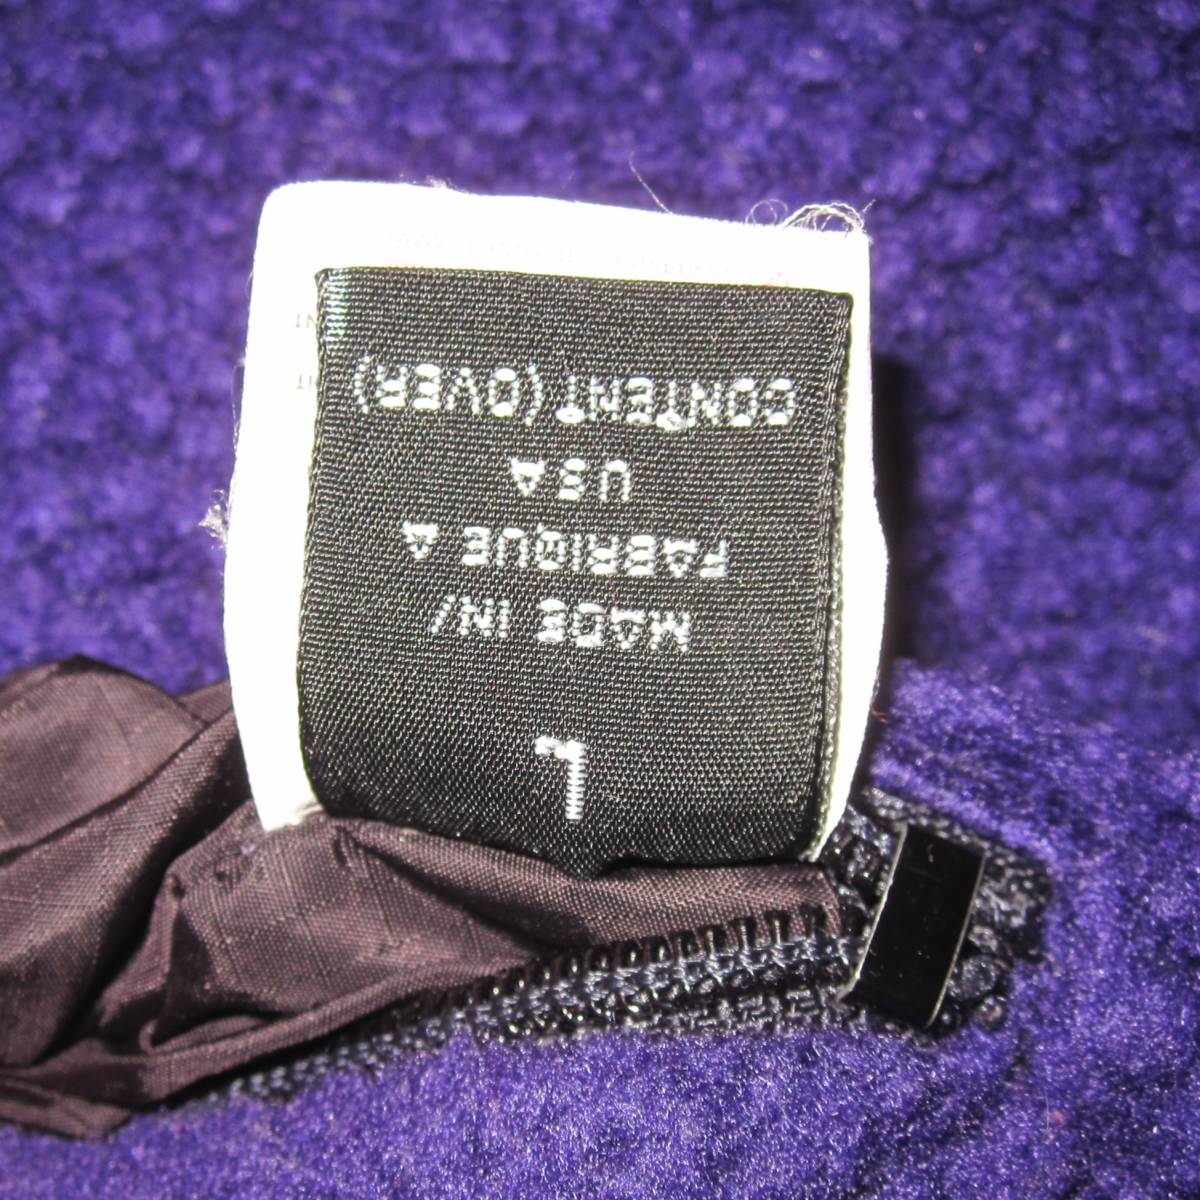 L
MADE IN/
FABRIQUE A
USA
CONTENT (OVER)